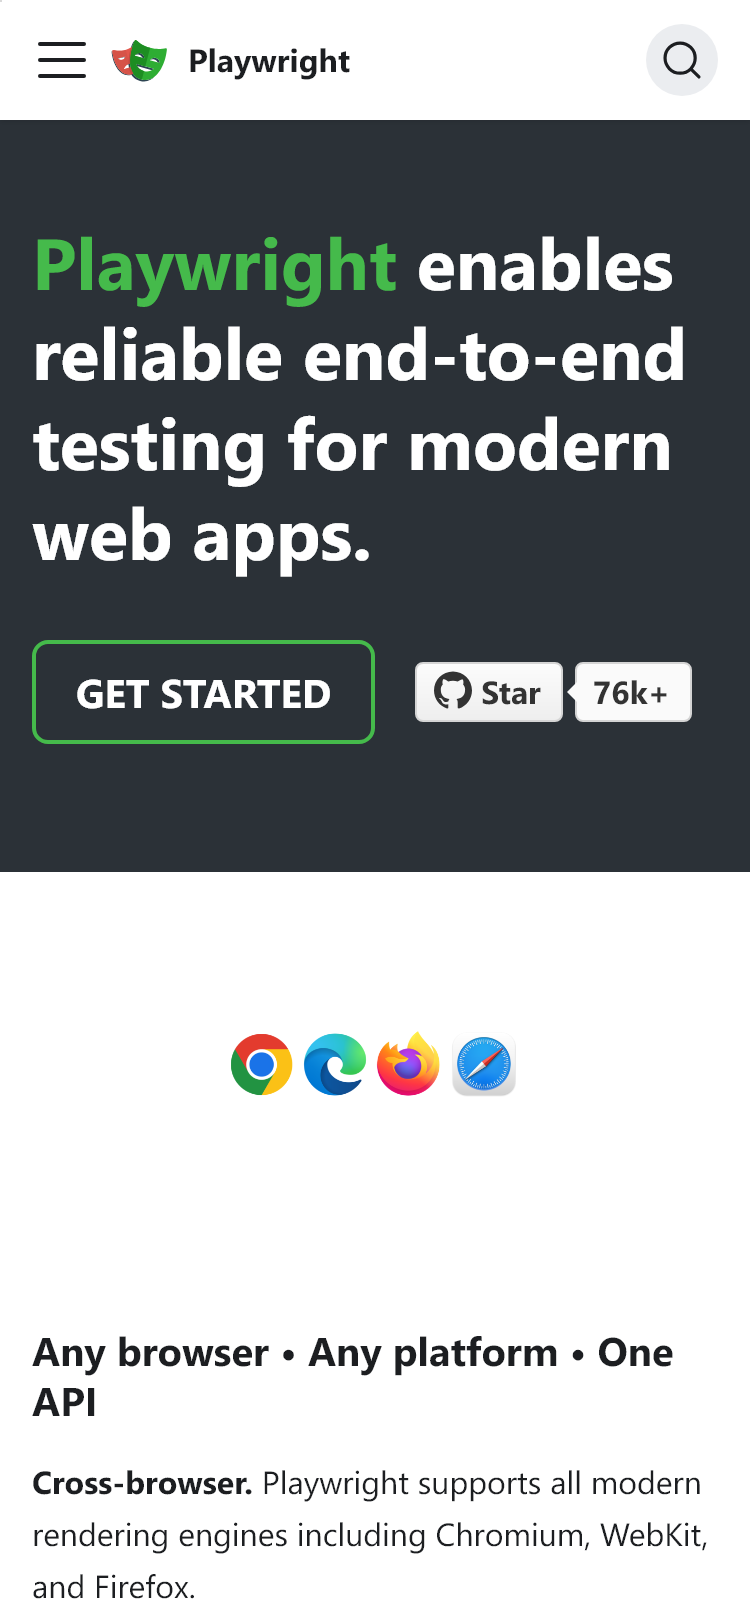 Playwright
Playwright enables
reliable end-to-end
testing for modern
web apps.
GET STARTED
Star
76k+
Any browser • Any platform • One
API
Cross-browser. Playwright supports all modern
rendering engines including Chromium, WebKit,
and Firefox.